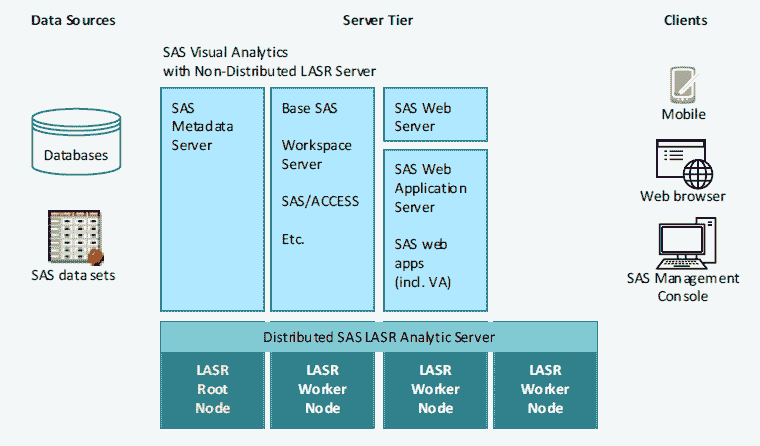 Data Sources
Server Tier
Clients
SAS Visual Analytics
with Non-Distributed LASR Server
Databases
SAS data sets
SAS
Metadata
Server
Base SAS
Workspace
Server
SAS/ACCESS
Etc.
SAS Web
Server
SAS Web
Application
Server
SAS web
apps
(incl. VA)
Mobile
Web browser
SAS Management
Console
Distributed SAS LASR Analytic Server
LASR
Root
Node
LASR
Worker
Node
LASR
Worker
Node
LASR
Worker
Node